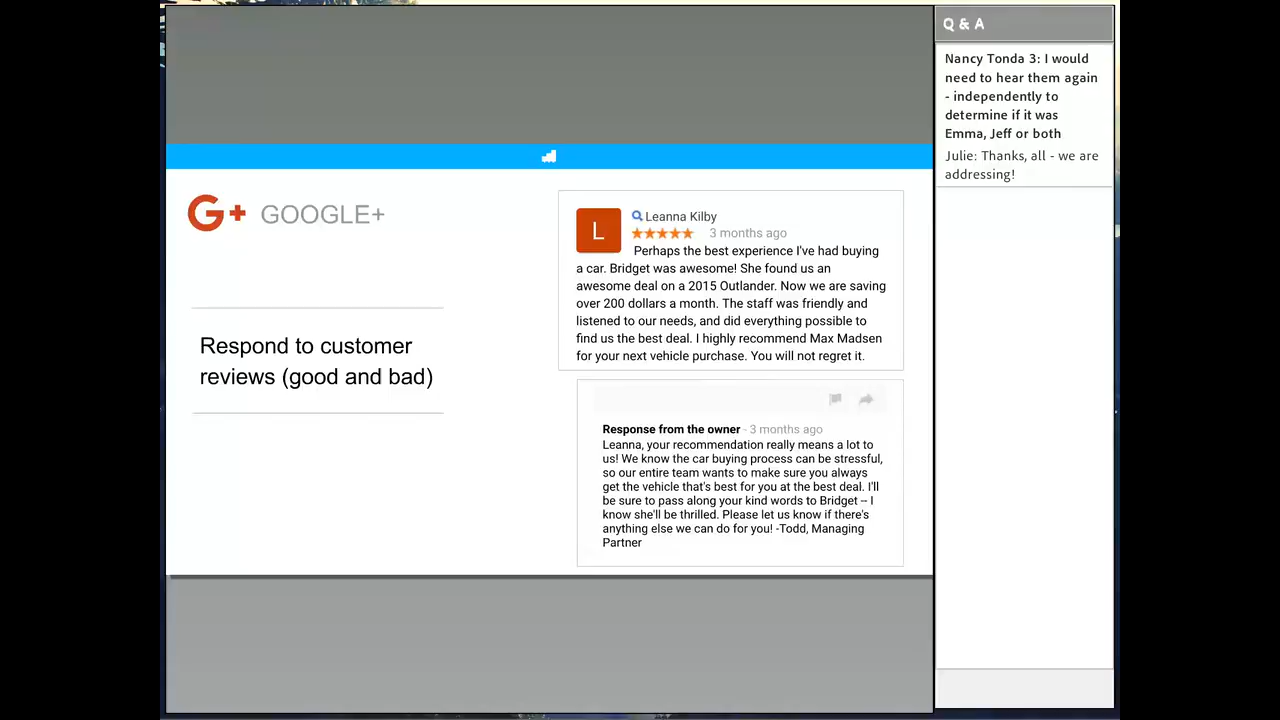 Q & A
Nancy Tonda 3: I would
need to hear them again
- independently to
determine if it was
Emma, Jeff or both
Julie: Thanks, all - we are
addressing!
G+ GOOGLE+
Respond to customer
reviews (good and bad)
L
Leanna Kilby
3 months ago
Perhaps the best experience I've had buying
a car. Bridget was awesome! She found us an
awesome deal on a 2015 Outlander. Now we are saving
over 200 dollars a month. The staff was friendly and
listened to our needs, and did everything possible to
find us the best deal. I highly recommend Max Madsen
for your next vehicle purchase. You will not regret it.
Response from the owner - 3 months ago
Leanna, your recommendation really means a lot to
us! We know the car buying process can be stressful,
so our entire team wants to make sure you always
get the vehicle that's best for you at the best deal. I'll
be sure to pass along your kind words to Bridget -- I
know she'll be thrilled. Please let us know if there's
anything else we can do for you! -Todd, Managing
Partner